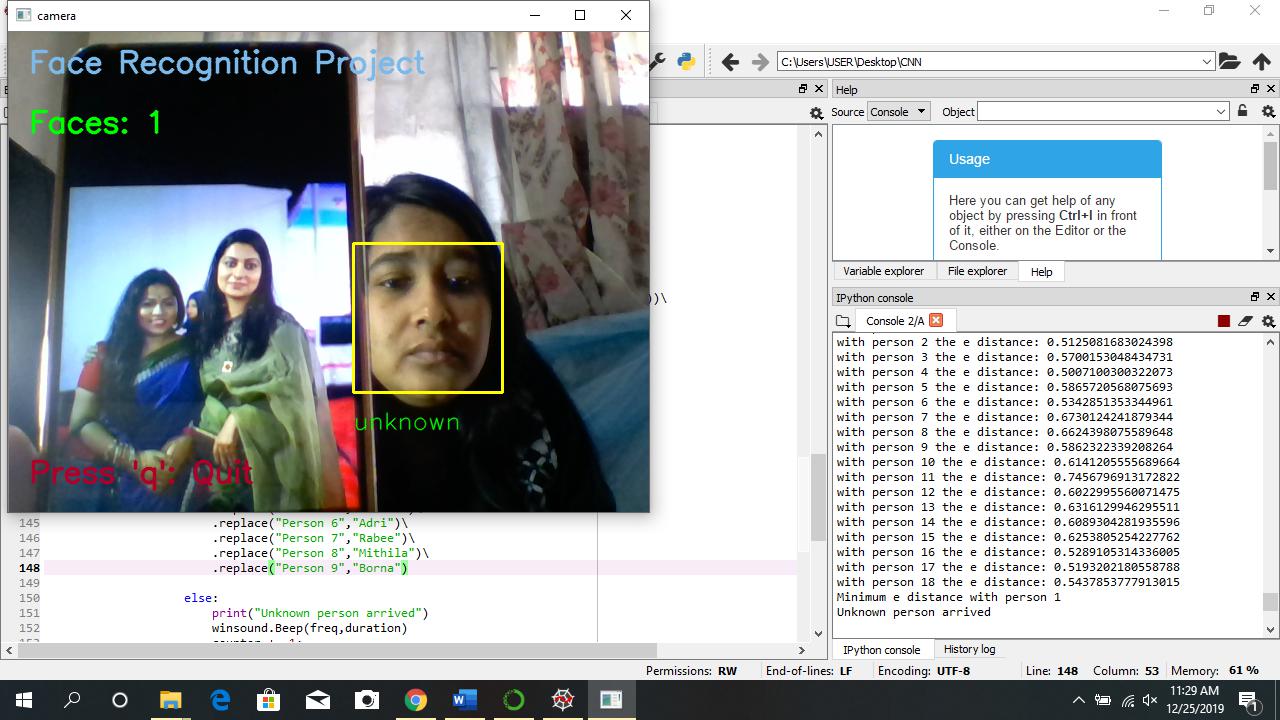 camera
Face Recognition Project
Faces: 1
unknown
Press 'q': Quit
C:\Users\USER\Desktop\CNN
Help
Source Console Object
Usage
Here you can get help of any
object by pressing Ctrl+I in front
of it, either on the Editor or the
Console.
Variable explorer File explorer Help
))\
IPython console
Console 2/A
with person 2 the e distance: 0.5125081683024398
with person 3 the e distance: 0.5700153048434731
with person 4 the e distance: 0.5007100300322073
with person 5 the e distance: 0.5865720568075693
with person 6 the e distance: 0.534285135344961
with person 7 the e distance:
with person 8 the e distance: 0.6624398075589648
with person 9 the e distance: 0.5862322339208264
with person 10 the e distance: 0.6141205555689664
with person 11 the e distance: 0.7456796913172822
with person 12 the e distance: 0.6022995560071475
with person 13 the e distance: 0.6316129946295511
with person 14 the e distance: 0.6089304281935596
with person 15 the e distance: 0.6253805254227762
with person 16 the e distance: 0.5289192314336005
with person 17 the e distance: 0.5193302180558788
with person 18 the e distance: 0.5437853777913015
Minimum e distance with person 1
Unknown person arrived
145 .replace("Person 6","Adri")\
146 .replace("Person 7","Rabee")\
147 .replace("Person 8","Mithila")\
148 .replace("Person 9","Borna")
149
150 else:
151 print("Unknown person arrived")
152 winsound.Beep(freq,duration)
IPython console History log
Permissions: RW End-of-lines: LF Encoding: UTF-8 Line: 148 Column: 53 Memory: 61 %
11:29 AM
12/25/2019
1